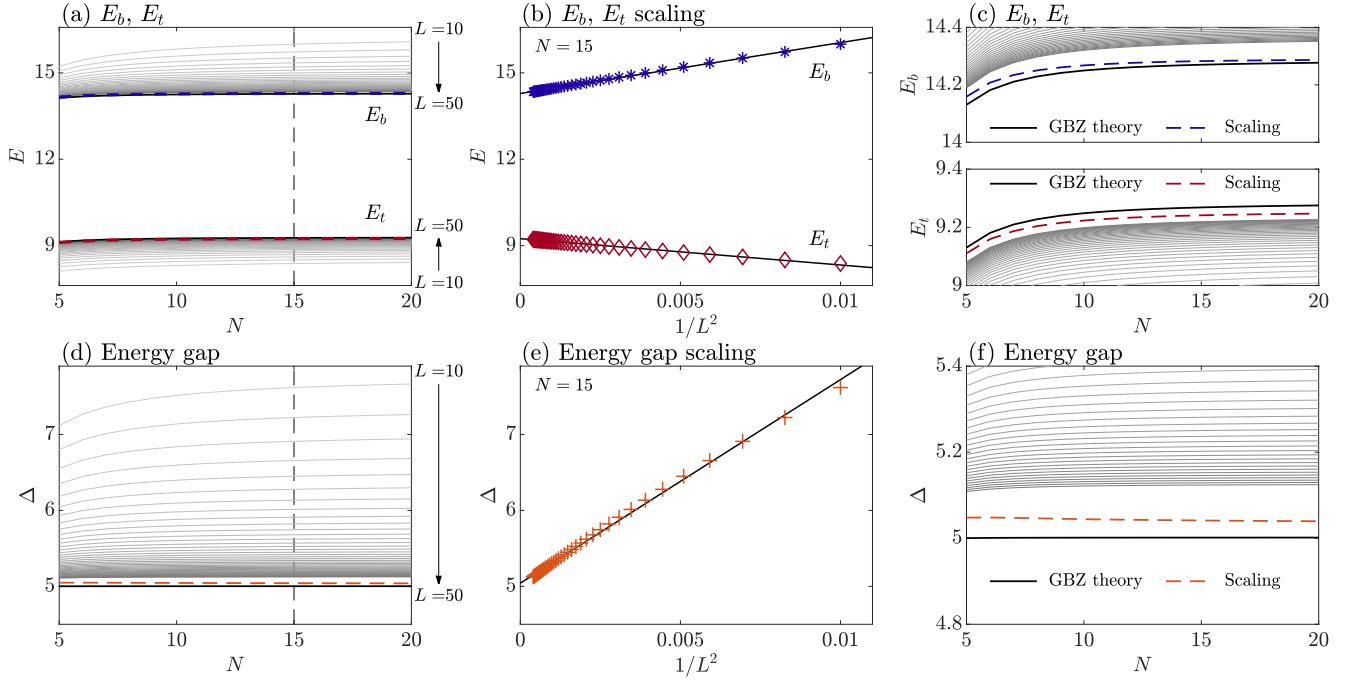 (a) E_b, E_t
15
12
9
E
5
10
15
20
N
E_b
E_t
L =10
L =50
L =50
L =10
(b) E_b, E_t scaling
N = 15
15
12
9
E
0
0.005
0.01
1/L^2
E_b
E_t
(c) E_b, E_t
14.4
14.2
14
E_b
GBZ theory
Scaling
9.4
9.2
9
E_t
GBZ theory
Scaling
5
10
15
20
N
(d) Energy gap
7
6
5
Δ
5
10
15
20
N
L =10
L =50
(e) Energy gap scaling
N = 15
7
6
5
Δ
0
0.005
0.01
1/L^2
(f) Energy gap
5.4
5.2
5
4.8
Δ
GBZ theory
Scaling
5
10
15
20
N